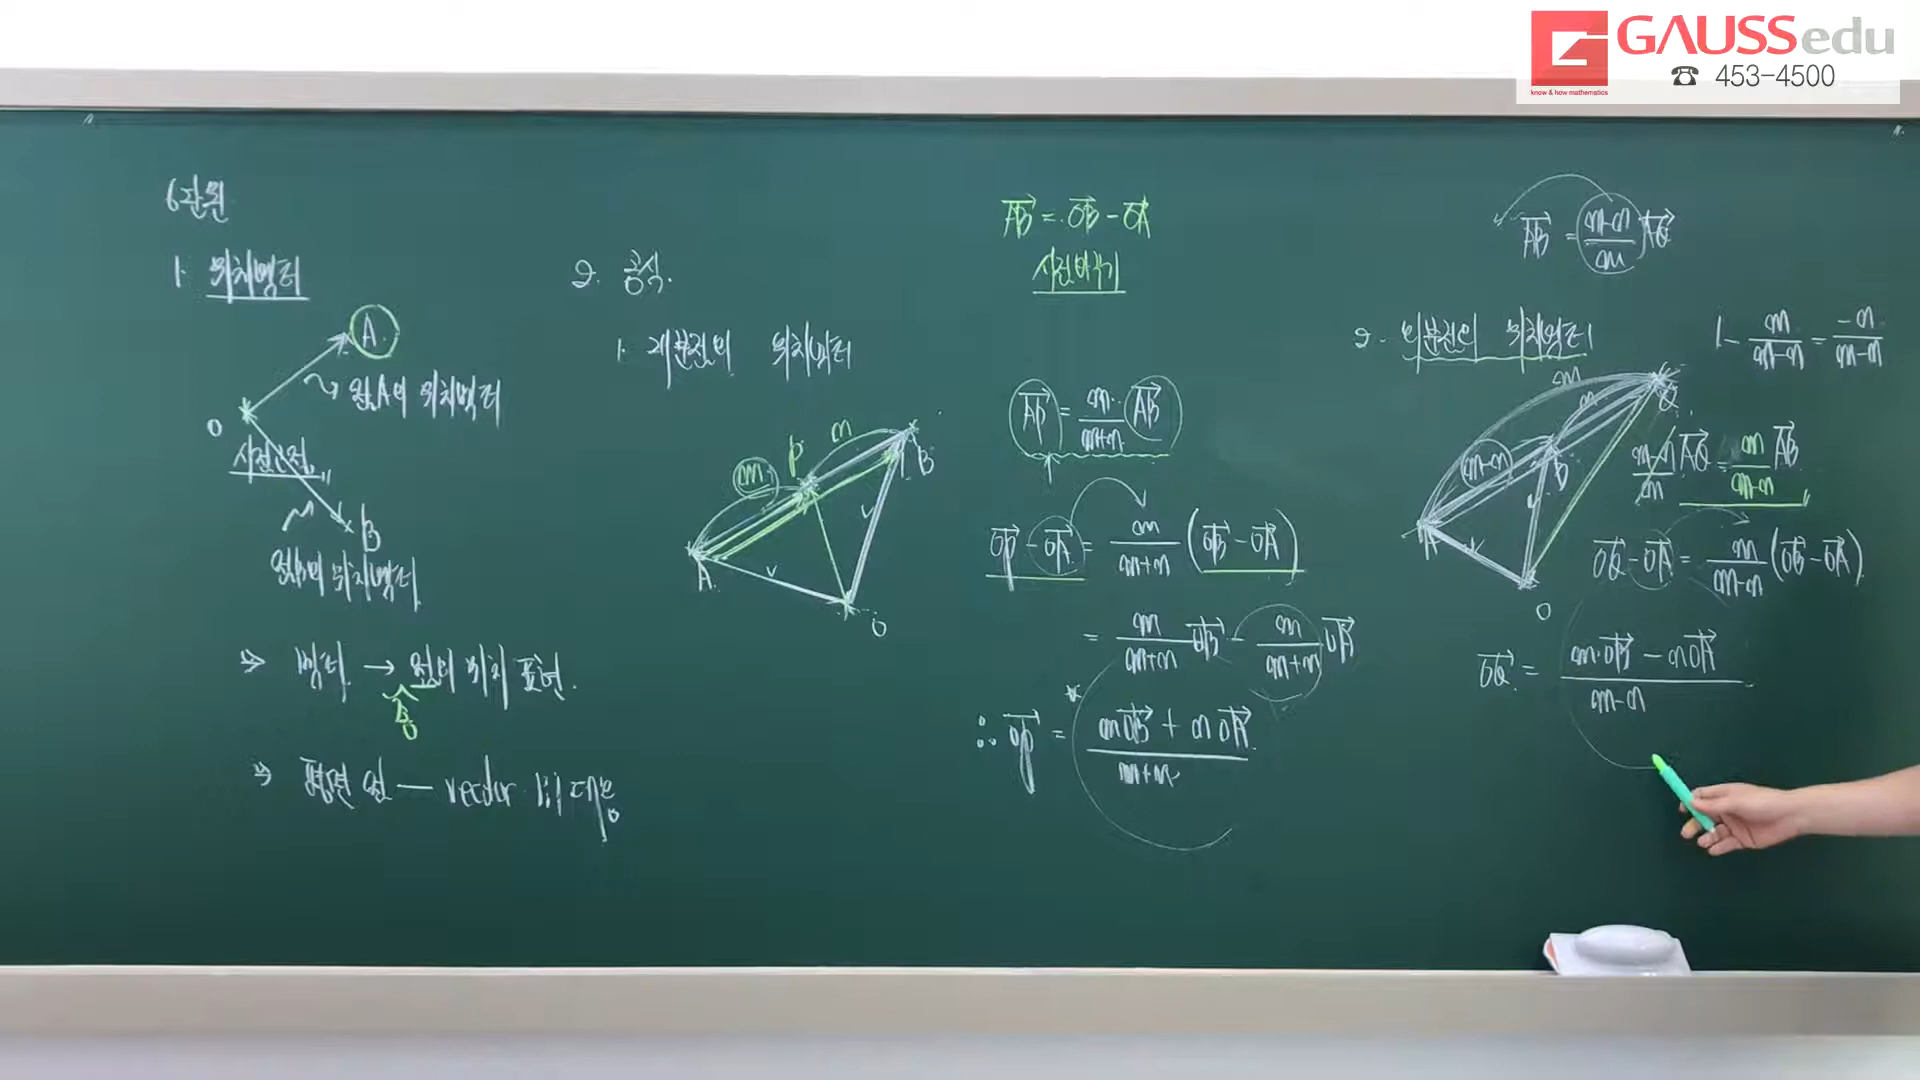 GAUSSedu
know & how mathematics
☎ 453-4500
6단원
1. 위치벡터
A
점A의 위치벡터
O
시점고정
B
점B의 위치벡터
⇒ 벡터 → 점의 위치 표현.
⇒ 평면 점 — vector 1:1 대응
2. 공식.
1. 내분점의 위치벡터
m
P
n
B
A
O
AB = OB - OA
시점바꾸기
AP = m/(m+n) AB
OP - OA = m/(m+n) (OB - OA)
= m/(m+n) OB - m/(m+n) OA
∴ OP = (mOB + nOA)/(m+n)
AB = (m-n)/m AQ
2. 외분점의 위치벡터
1 - m/(m-n) = -n/(m-n)
m
n
Q
m-n
B
A
O
(m-n)/m AQ = m/(m-n) AB
OQ - OA = m/(m-n) (OB - OA)
OQ = (m·OB - nOA)/(m-n)